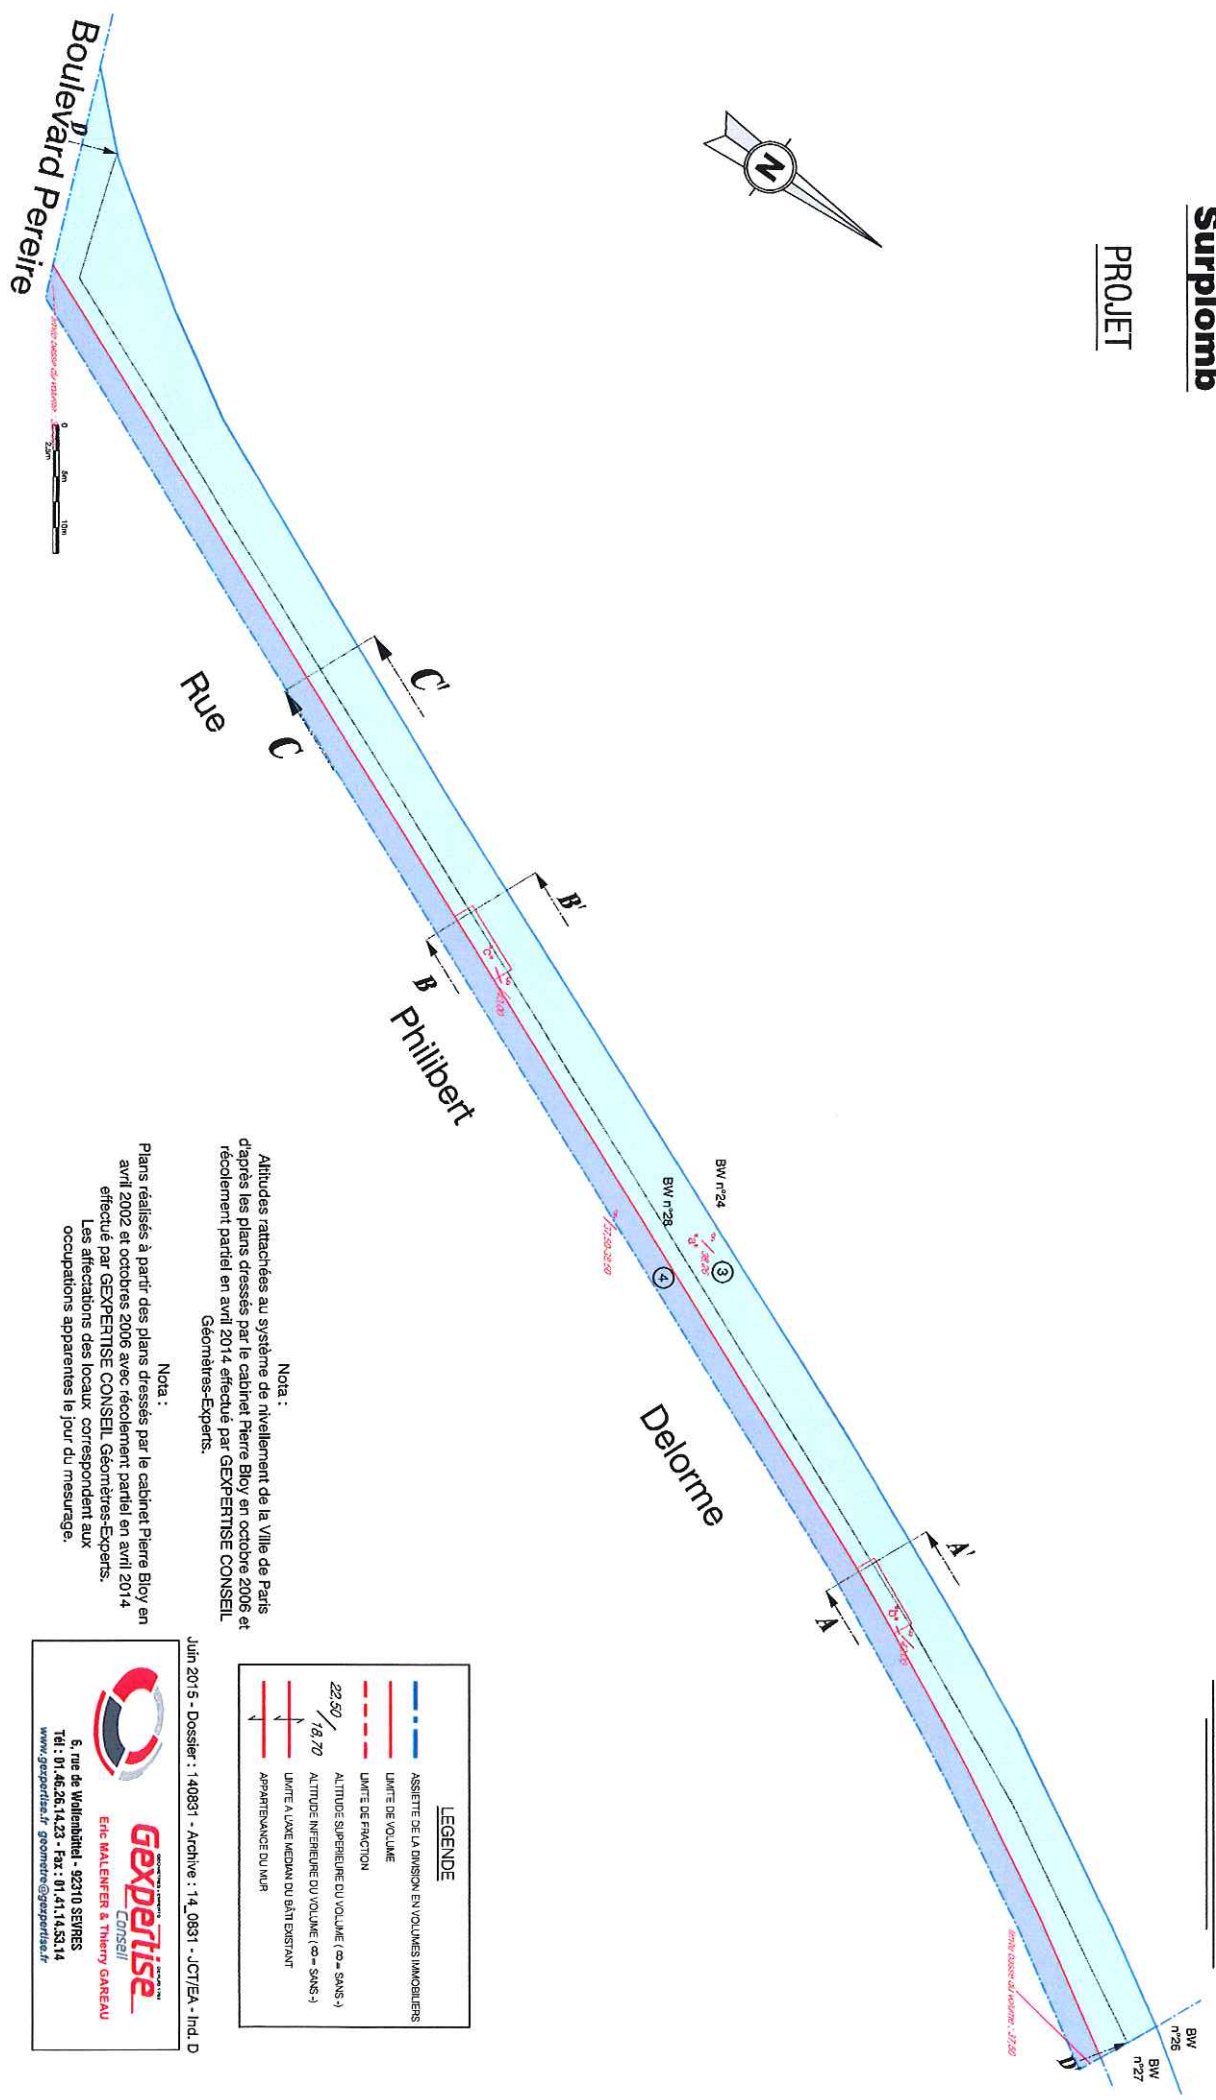 Surplomb
PROJET
N
Boulevard Pereire
D
0 5m 10m
2.5m
Rue
C'
C
B'
B
Philibert
BW n°24
BW n°28
3
"a"
38,26
4
"c"
Delorme
A'
A
BW n°26
BW n°27
D
limite basse du volume : 37,50
Nota :
Altitudes rattachées au système de nivellement de la Ville de Paris
d'après les plans dressés par le cabinet Pierre Bloy en octobre 2006 et
récolement partiel en avril 2014 effectué par GEXPERTISE CONSEIL
Géomètres-Experts.
Nota :
Plans réalisés à partir des plans dressés par le cabinet Pierre Bloy en
avril 2002 et octobres 2006 avec récolement partiel en avril 2014
effectué par GEXPERTISE CONSEIL Géomètres-Experts.
Les affectations des locaux correspondent aux
occupations apparentes le jour du mesurage.
LEGENDE
ASSIETTE DE LA DIVISION EN VOLUMES IMMOBILIERS
LIMITE DE VOLUME
LIMITE DE FRACTION
22,50 / 18,70
ALTITUDE SUPERIEURE DU VOLUME (∞ = SANS -)
ALTITUDE INFERIEURE DU VOLUME (∞ = SANS -)
LIMITE A L'AXE MEDIAN DU BÂTI EXISTANT
APPARTENANCE DU MUR
Juin 2015 - Dossier : 140831 - Archive : 14_0831 - JCT/EA - Ind. D
Gexpertise
Conseil
Eric MALENFER & Thierry GAREAU
6, rue de Wolfenbüttel - 92310 SEVRES
Tél : 01.46.26.14.23 - Fax : 01.41.14.53.14
www.gexpertise.fr geometre@gexpertise.fr